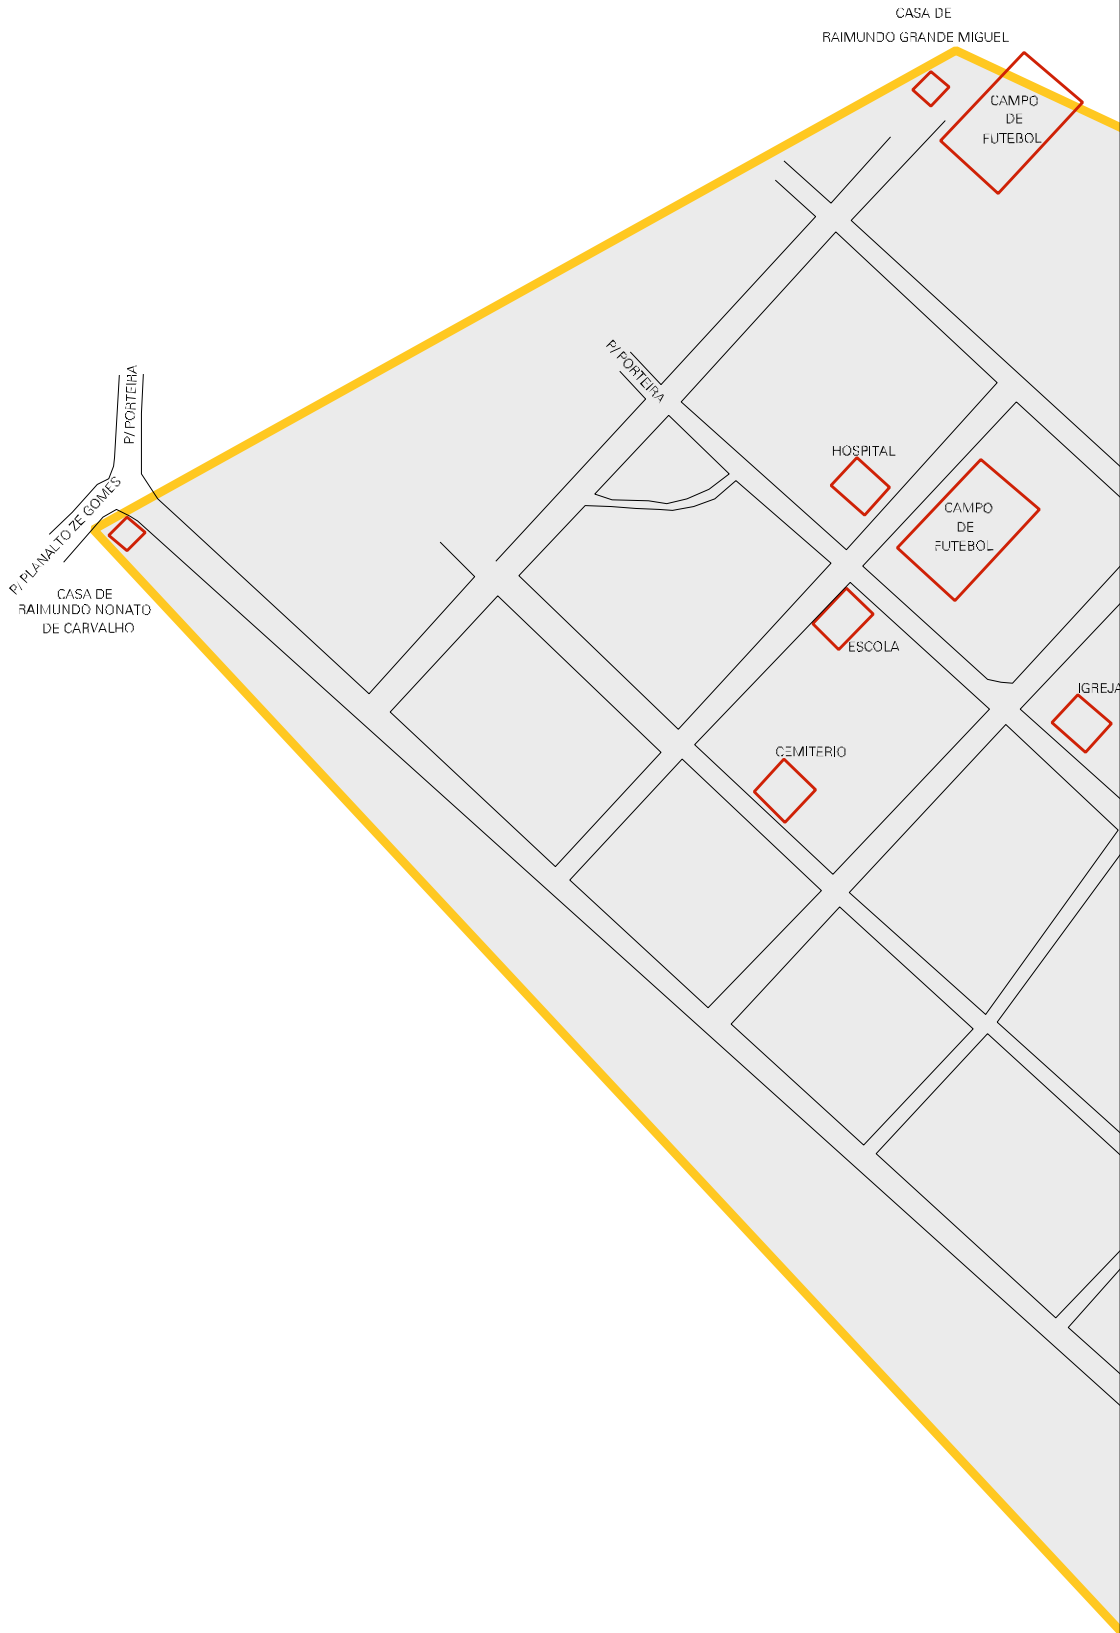 CASA DE
RAIMUNDO GRANDE MIGUEL
CAMPO
DE
FUTEBOL
P/ PORTEIRA
P/ PORTEIRA
HOSPITAL
P/ PLANALTO ZE GOMES
CAMPO
DE
FUTEBOL
CASA DE
RAIMUNDO NONATO
DE CARVALHO
ESCOLA
IGREJA
CEMITERIO